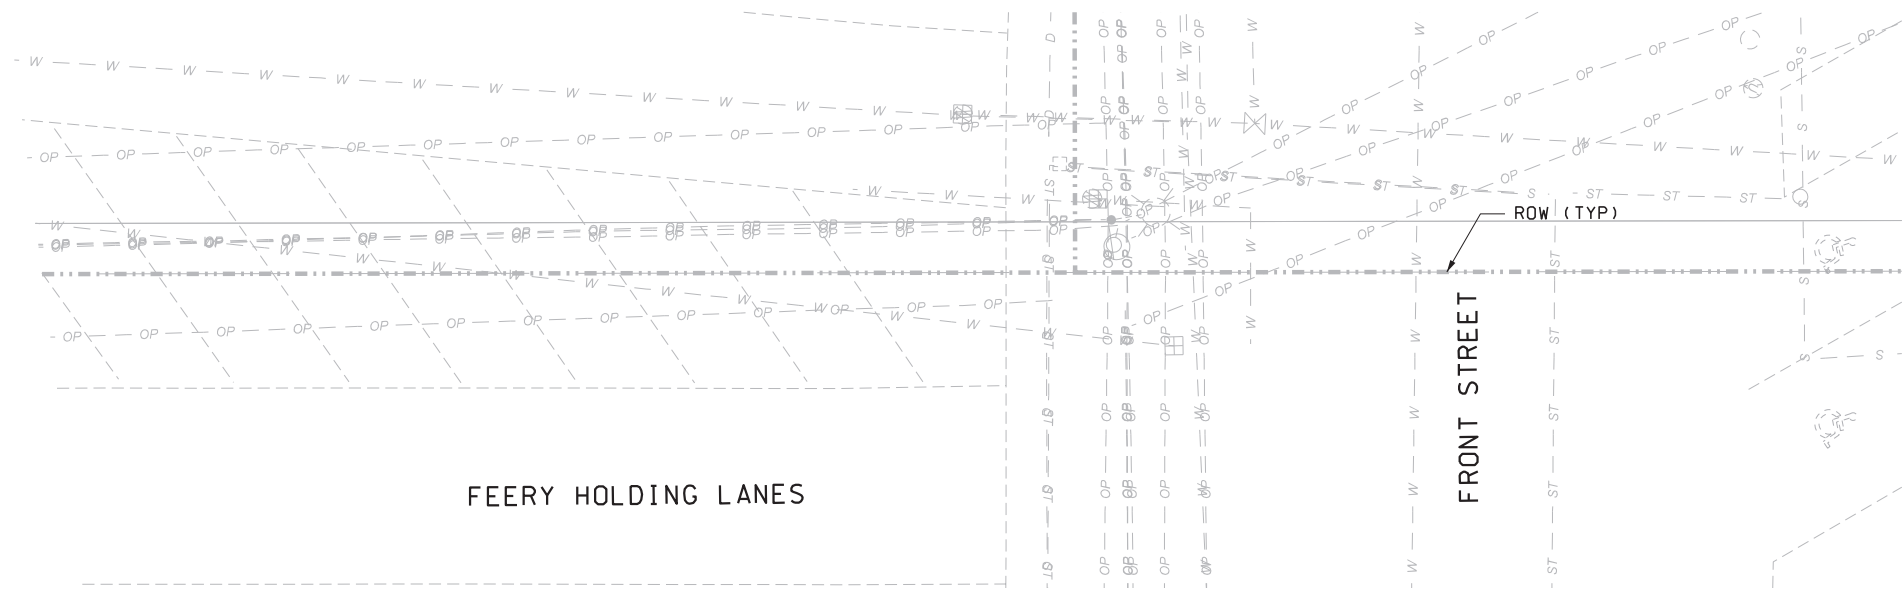 ROW (TYP)
FRONT STREET
FEERY HOLDING LANES